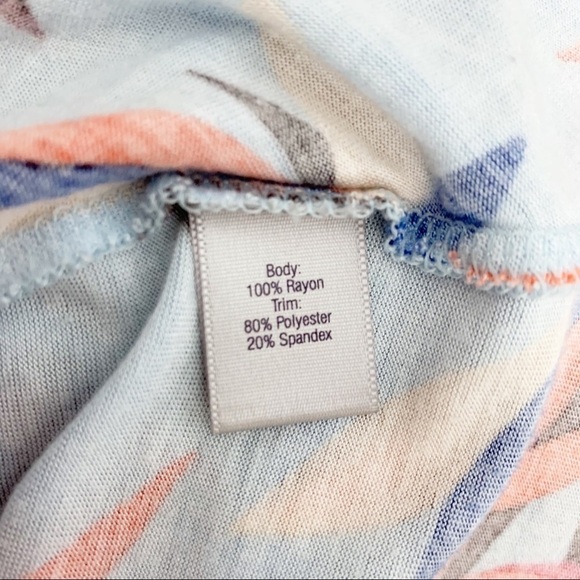 Body:
100% Rayon
Trim:
80% Polyester
20% Spandex